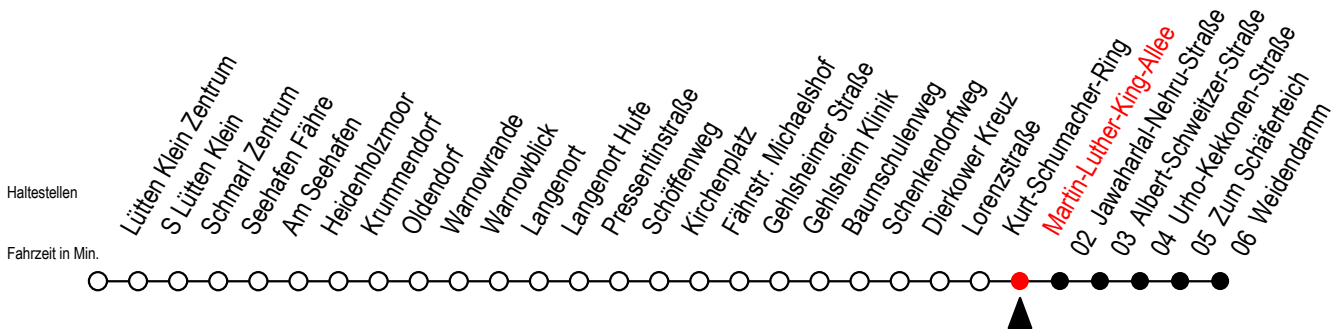 Haltestellen
Fahrzeit in Min.
Lütten Klein Zentrum
S Lütten Klein
Schmarl Zentrum
Seehafen Fähre
Am Seehafen
Heidenholzmoor
Krummendorf
Oldendorf
Warnowrande
Warnowblick
Langenort
Langenort Hufe
Pressentinstraße
Schöffenweg
Kirchenplatz
Fährstr. Michaelshof
Gehlsheimer Straße
Gehlsheim Klinik
Baumschulenweg
Schenkendorfweg
Dierkower Kreuz
Lorenzstraße
Kurt-Schumacher-Ring
Martin-Luther-King-Allee
02 Jawaharlal-Nehru-Straße
03 Albert-Schweitzer-Straße
04 Urho-Kekkonen-Straße
05 Zum Schäferteich
06 Weidendamm